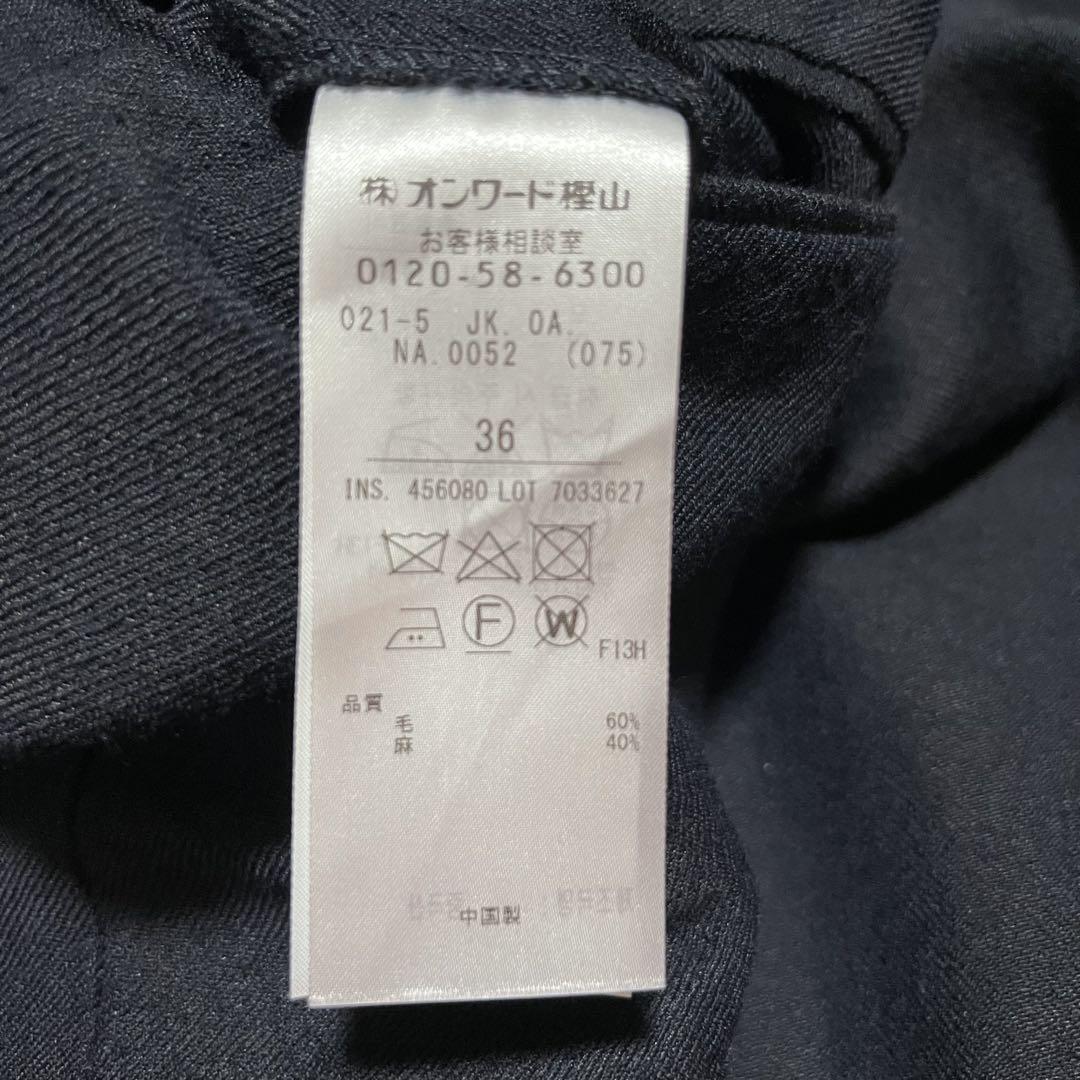 ㈱オンワード樫山
お客様相談室
0120-58-6300
021-5 JK. OA.
NA.0052 (075)
36
INS. 456080 LOT 7033627
F
W
F13H
品質
毛 60%
麻 40%
中国製